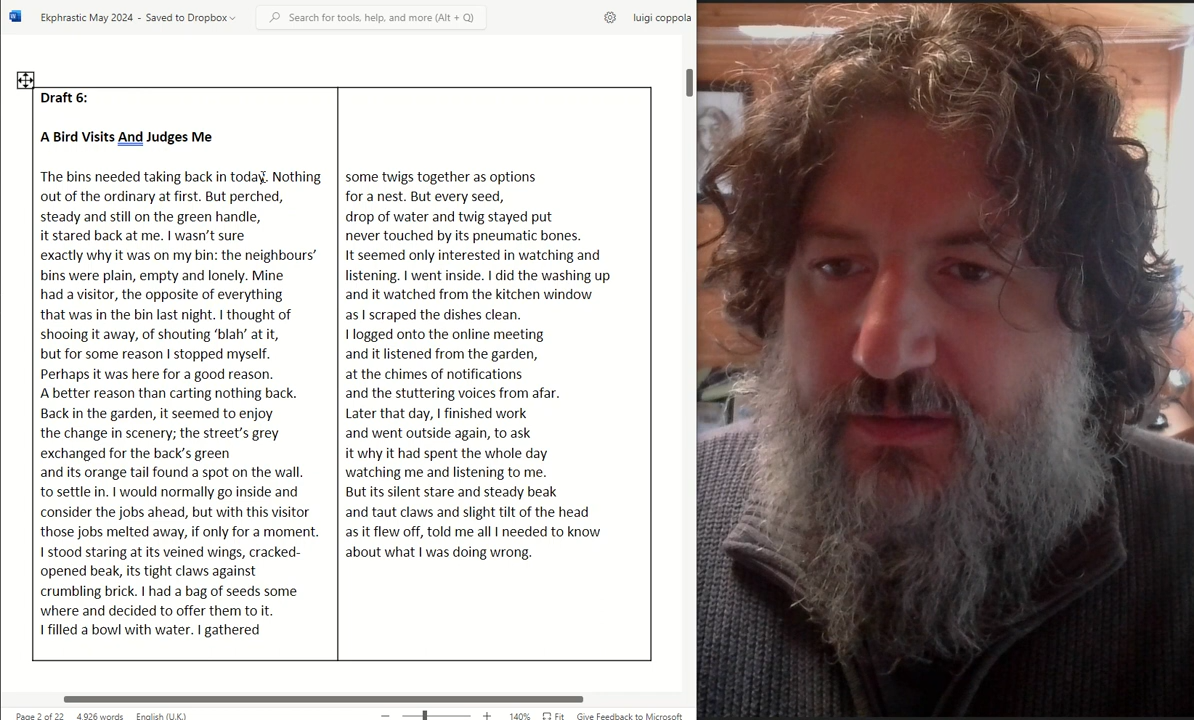 Ekphrastic May 2024 - Saved to Dropbox
Search for tools, help, and more (Alt + Q)
luigi coppola
Draft 6:
A Bird Visits And Judges Me
The bins needed taking back in today. Nothing
out of the ordinary at first. But perched,
steady and still on the green handle,
it stared back at me. I wasn’t sure
exactly why it was on my bin: the neighbours’
bins were plain, empty and lonely. Mine
had a visitor, the opposite of everything
that was in the bin last night. I thought of
shooing it away, of shouting ‘blah’ at it,
but for some reason I stopped myself.
Perhaps it was here for a good reason.
A better reason than carting nothing back.
Back in the garden, it seemed to enjoy
the change in scenery; the street’s grey
exchanged for the back’s green
and its orange tail found a spot on the wall.
to settle in. I would normally go inside and
consider the jobs ahead, but with this visitor
those jobs melted away, if only for a moment.
I stood staring at its veined wings, cracked-
opened beak, its tight claws against
crumbling brick. I had a bag of seeds some
where and decided to offer them to it.
I filled a bowl with water. I gathered
some twigs together as options
for a nest. But every seed,
drop of water and twig stayed put
never touched by its pneumatic bones.
It seemed only interested in watching and
listening. I went inside. I did the washing up
and it watched from the kitchen window
as I scraped the dishes clean.
I logged onto the online meeting
and it listened from the garden,
at the chimes of notifications
and the stuttering voices from afar.
Later that day, I finished work
and went outside again, to ask
it why it had spent the whole day
watching me and listening to me.
But its silent stare and steady beak
and taut claws and slight tilt of the head
as it flew off, told me all I needed to know
about what I was doing wrong.
Page 2 of 22
4,926 words
English (U.K.)
140%
Fit
Give Feedback to Microsoft